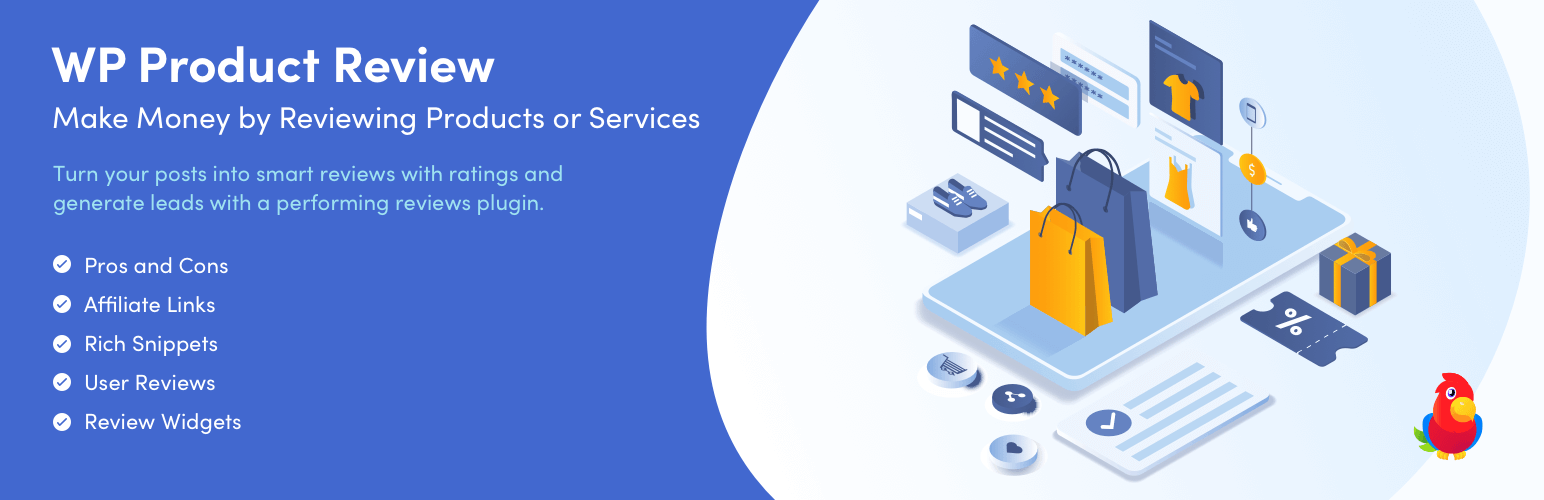 WP Product Review
Make Money by Reviewing Products or Services
Turn your posts into smart reviews with ratings and
generate leads with a performing reviews plugin.
Pros and Cons
Affiliate Links
Rich Snippets
User Reviews
Review Widgets
******
******
$
%